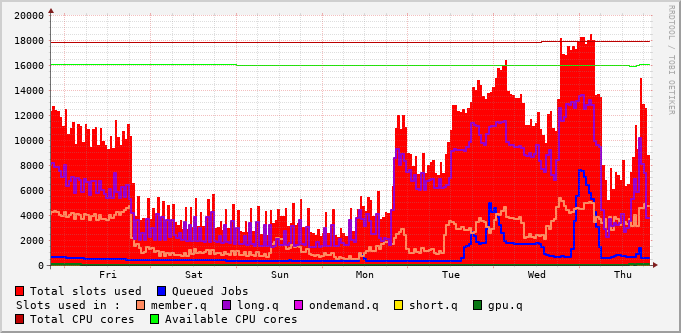 20000
18000
16000
14000
12000
10000
8000
6000
4000
2000
0
Fri Sat Sun Mon Tue Wed Thu
RRDTOOL / TOBI OETIKER
Total slots used Queued Jobs
Slots used in : member.q long.q ondemand.q short.q gpu.q
Total CPU cores Available CPU cores